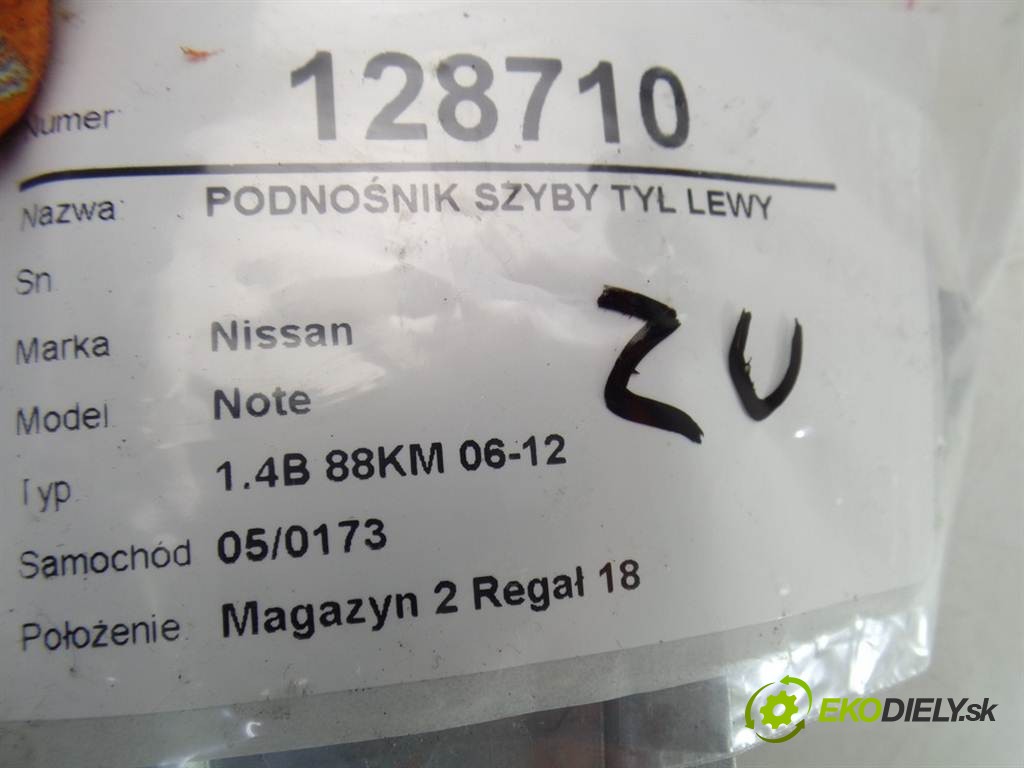 Numer 128710
Nazwa: PODNOŚNIK SZYBY TYŁ LEWY
Sn.
Marka Nissan
Model Note
Typ. 1.4B 88KM 06-12
Samochód 05/0173
Położenie. Magazyn 2 Regał 18
ZU
EKODIELY.sk